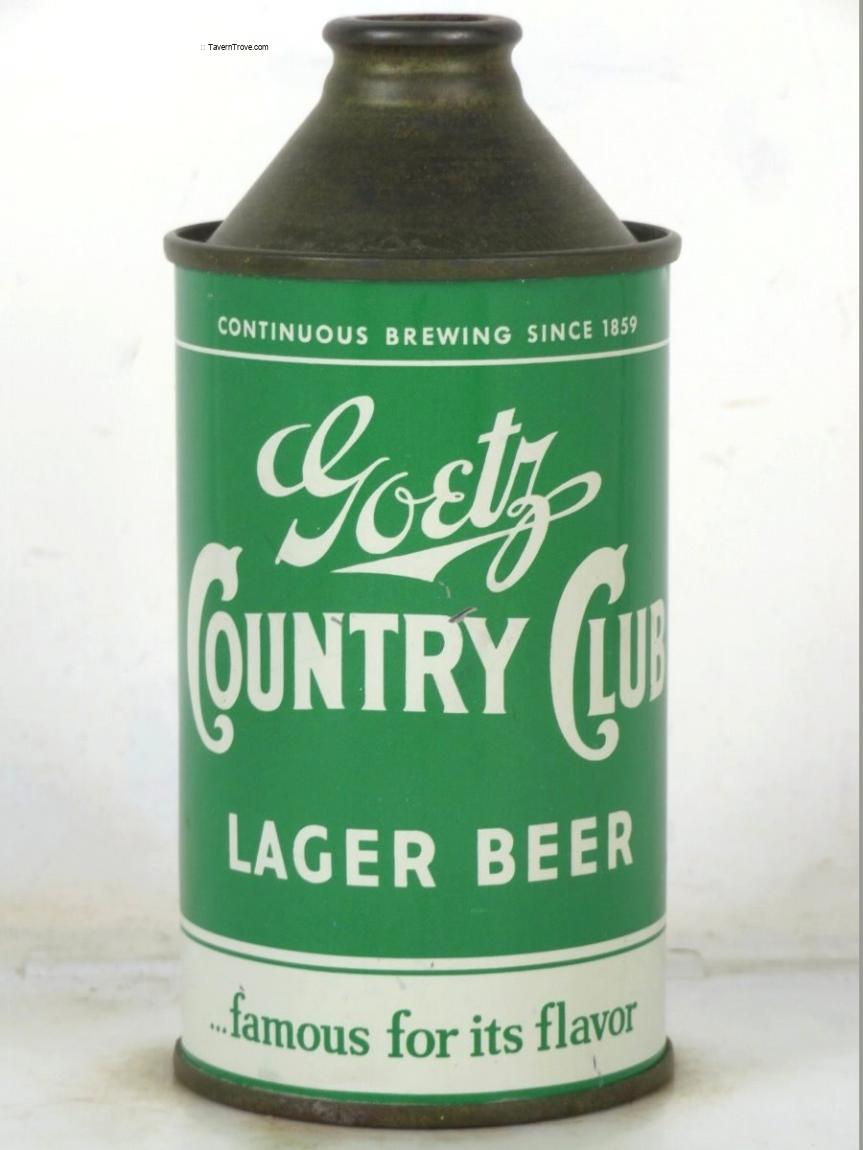 :: TavernTrove.com
CONTINUOUS BREWING SINCE 1859
Goetz
COUNTRY CLUB
LAGER BEER
...famous for its flavor